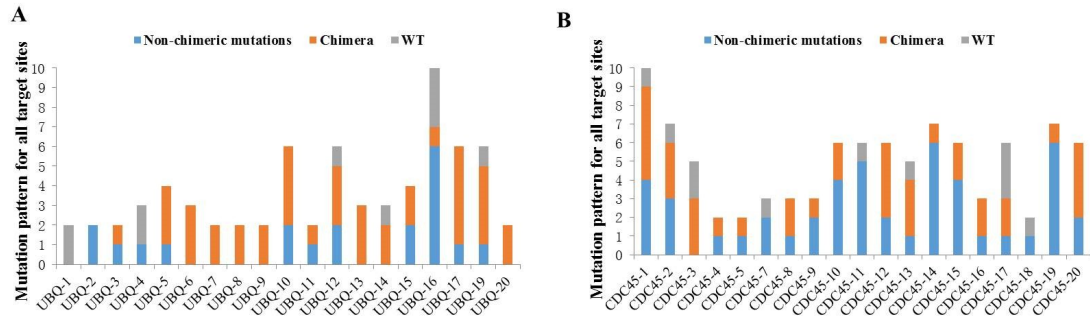 A
Non-chimeric mutations Chimera WT
Mutation pattern for all target sites
10
9
8
7
6
5
4
3
2
1
0
UBQ-1 UBQ-2 UBQ-3 UBQ-4 UBQ-5 UBQ-6 UBQ-7 UBQ-8 UBQ-9 UBQ-10 UBQ-11 UBQ-12 UBQ-13 UBQ-14 UBQ-15 UBQ-16 UBQ-17 UBQ-19 UBQ-20
B
Non-chimeric mutations Chimera WT
Mutation pattern for all target sites
10
9
8
7
6
5
4
3
2
1
0
CDC45-1 CDC45-2 CDC45-3 CDC45-4 CDC45-5 CDC45-7 CDC45-8 CDC45-9 CDC45-10 CDC45-11 CDC45-12 CDC45-13 CDC45-14 CDC45-15 CDC45-16 CDC45-17 CDC45-18 CDC45-19 CDC45-20